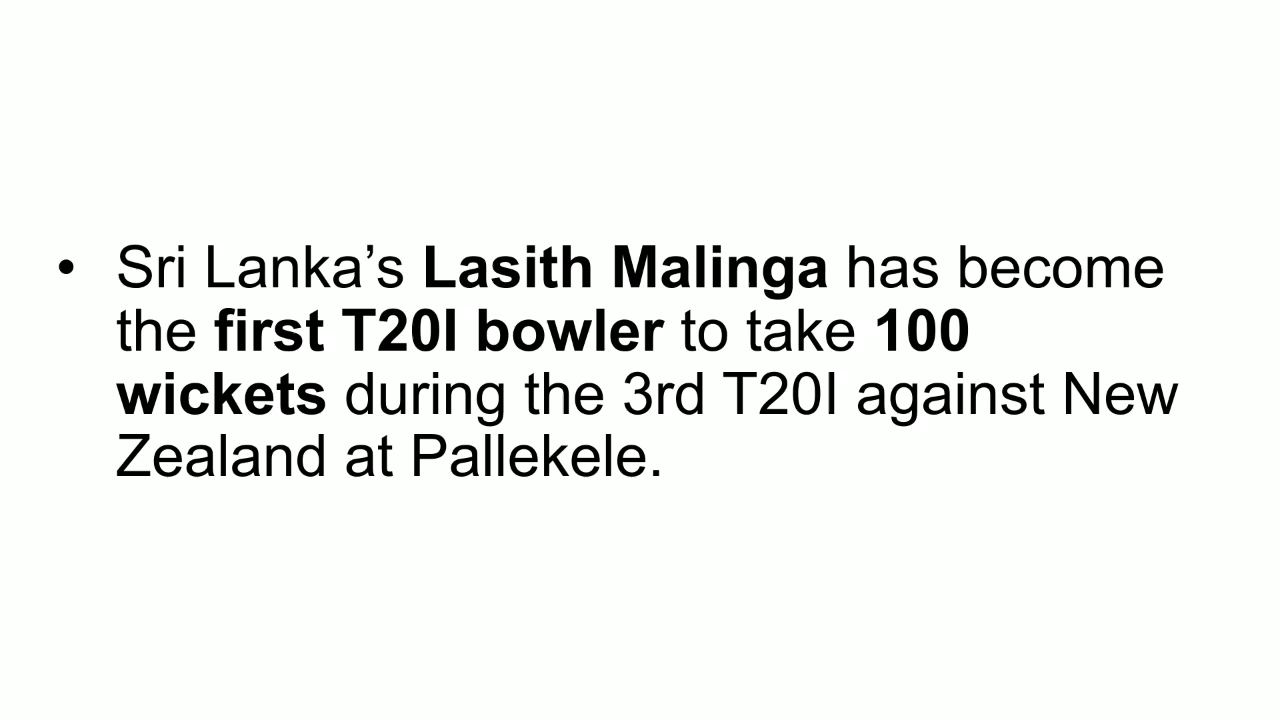 • Sri Lanka’s Lasith Malinga has become
the first T20I bowler to take 100
wickets during the 3rd T20I against New
Zealand at Pallekele.